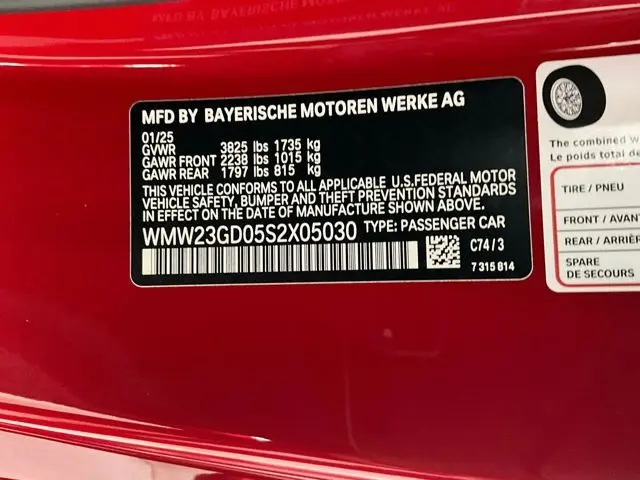 MFD BY BAYERISCHE MOTOREN WERKE AG
01/25
GVWR 3825 lbs 1735 kg
GAWR FRONT 2238 lbs 1015 kg
GAWR REAR 1797 lbs 815 kg
THIS VEHICLE CONFORMS TO ALL APPLICABLE U.S.FEDERAL MOTOR
VEHICLE SAFETY, BUMPER AND THEFT PREVENTION STANDARDS
IN EFFECT ON THE DATE OF MANUFACTURE SHOWN ABOVE.
WMW23GD05S2X05030 TYPE: PASSENGER CAR
C74/3
7 315 814
The combined w
Le poids total de
TIRE / PNEU
FRONT / AVAN
REAR / ARRIÈR
SPARE
DE SECOURS